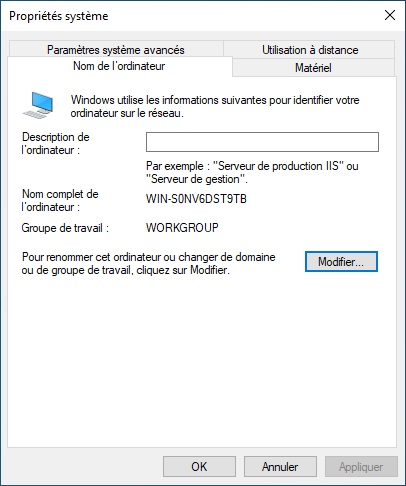 Propriétés système
Paramètres système avancés
Utilisation à distance
Nom de l'ordinateur
Matériel
Windows utilise les informations suivantes pour identifier votre
ordinateur sur le réseau.
Description de
l'ordinateur :
Par exemple : "Serveur de production IIS" ou
"Serveur de gestion".
Nom complet de
l'ordinateur :
WIN-S0NV6DST9TB
Groupe de travail :
WORKGROUP
Pour renommer cet ordinateur ou changer de domaine
ou de groupe de travail, cliquez sur Modifier.
Modifier...
OK
Annuler
Appliquer